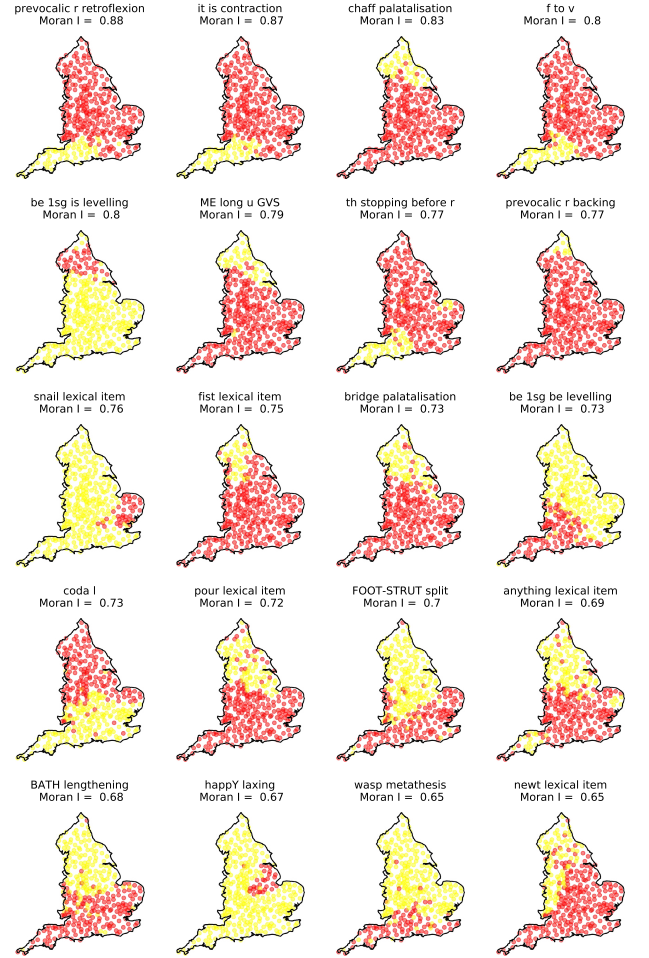 prevocalic r retroflexion
Moran I =  0.88
it is contraction
Moran I =  0.87
chaff palatalisation
Moran I =  0.83
f to v
Moran I =  0.8
be 1sg is levelling
Moran I =  0.8
ME long u GVS
Moran I =  0.79
th stopping before r
Moran I =  0.77
prevocalic r backing
Moran I =  0.77
snail lexical item
Moran I =  0.76
fist lexical item
Moran I =  0.75
bridge palatalisation
Moran I =  0.73
be 1sg be levelling
Moran I =  0.73
coda l
Moran I =  0.73
pour lexical item
Moran I =  0.72
FOOT-STRUT split
Moran I =  0.7
anything lexical item
Moran I =  0.69
BATH lengthening
Moran I =  0.68
happY laxing
Moran I =  0.67
wasp metathesis
Moran I =  0.65
newt lexical item
Moran I =  0.65